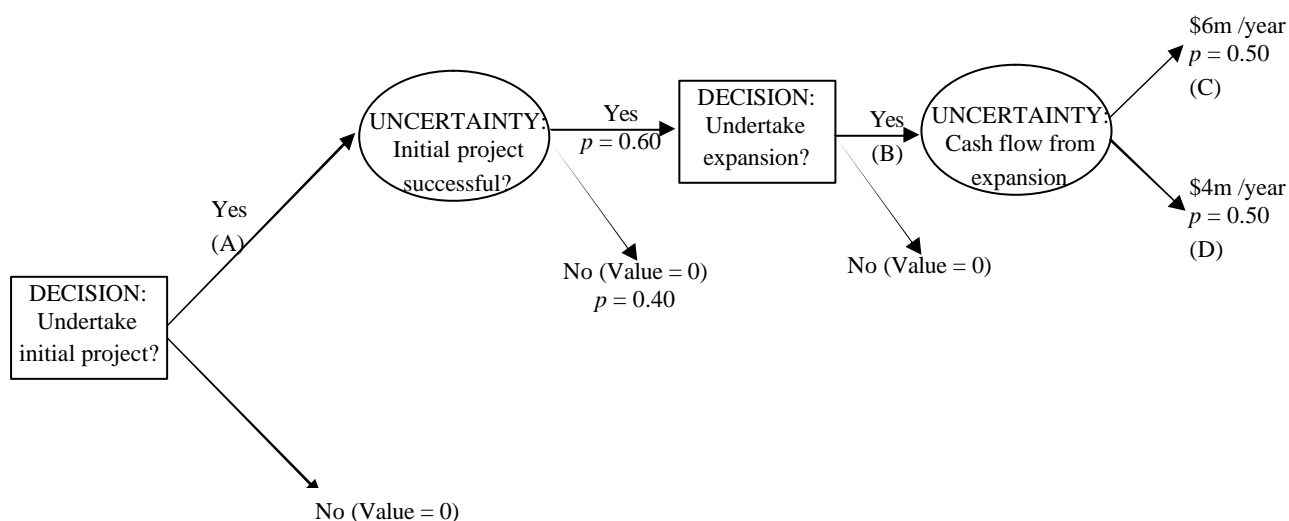 DECISION:
Undertake
initial project?
Yes
(A)
No (Value = 0)
UNCERTAINTY:
Initial project
successful?
Yes
p = 0.60
No (Value = 0)
p = 0.40
DECISION:
Undertake
expansion?
Yes
(B)
No (Value = 0)
UNCERTAINTY:
Cash flow from
expansion
$6m /year
p = 0.50
(C)
$4m /year
p = 0.50
(D)